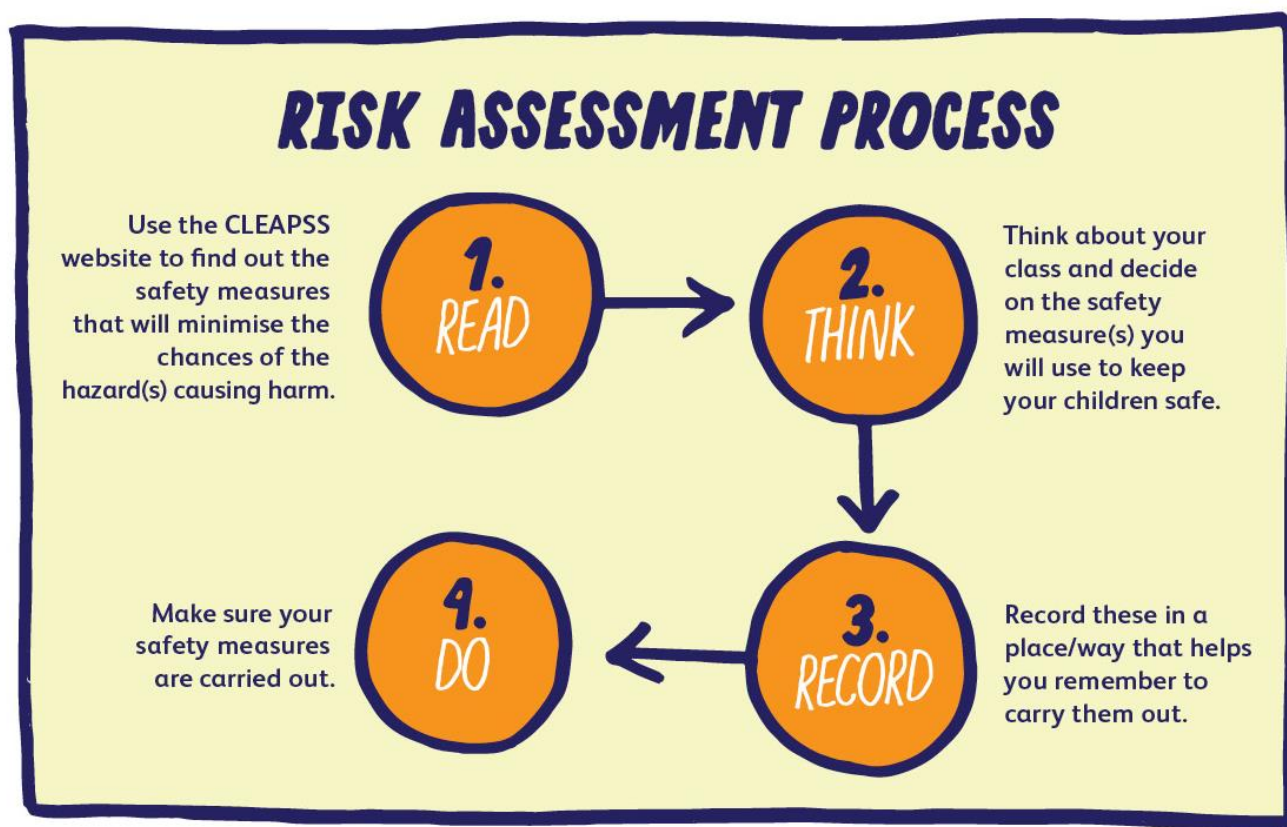 RISK ASSESSMENT PROCESS
Use the CLEAPSS
website to find out the
safety measures
that will minimise the
chances of the
hazard(s) causing harm.
1.
READ
2.
THINK
Think about your
class and decide
on the safety
measure(s) you
will use to keep
your children safe.
3.
RECORD
Record these in a
place/way that helps
you remember to
carry them out.
4.
DO
Make sure your
safety measures
are carried out.